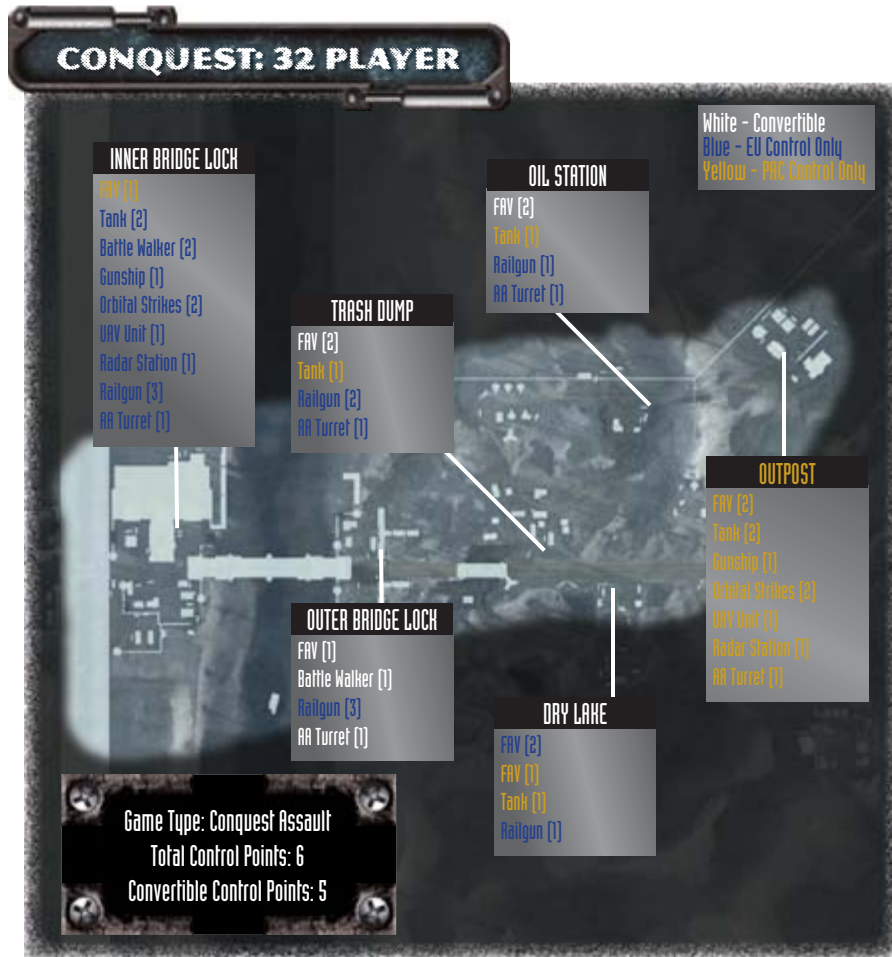 CONQUEST: 32 PLAYER
White - Convertible
Blue - EU Control Only
Yellow - PAC Control Only
INNER BRIDGE LOCK
FAV (1)
Tank (2)
Battle Walker (2)
Gunship (1)
Orbital Strikes (2)
UAV Unit (1)
Radar Station (1)
Railgun (3)
AA Turret (1)
OIL STATION
FAV (2)
Tank (1)
Railgun (1)
AA Turret (1)
TRASH DUMP
FAV (2)
Tank (1)
Railgun (2)
AA Turret (1)
OUTPOST
FAV (2)
Tank (2)
Gunship (1)
Orbital Strikes (2)
UAV Unit (1)
Radar Station (1)
AA Turret (1)
OUTER BRIDGE LOCK
FAV (1)
Battle Walker (1)
Railgun (3)
AA Turret (1)
DRY LAKE
FAV (2)
FAV (1)
Tank (1)
Railgun (1)
Game Type: Conquest Assault
Total Control Points: 6
Convertible Control Points: 5